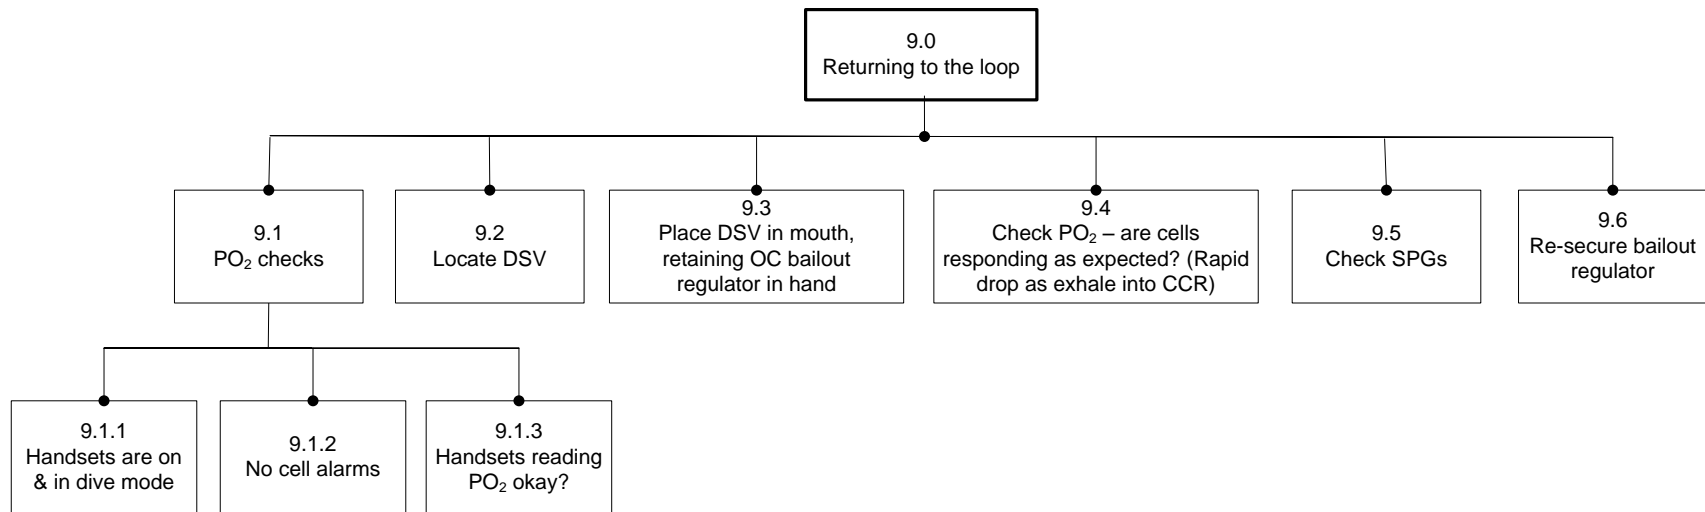 9.0
Returning to the loop
9.1
PO₂ checks
9.2
Locate DSV
9.3
Place DSV in mouth,
retaining OC bailout
regulator in hand
9.4
Check PO₂ – are cells
responding as expected? (Rapid
drop as exhale into CCR)
9.5
Check SPGs
9.6
Re-secure bailout
regulator
9.1.1
Handsets are on
& in dive mode
9.1.2
No cell alarms
9.1.3
Handsets reading
PO₂ okay?